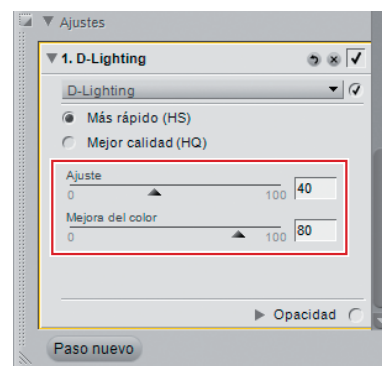 Ajustes
1. D-Lighting
D-Lighting
Más rápido (HS)
Mejor calidad (HQ)
Ajuste
0 100 40
Mejora del color
0 100 80
Opacidad
Paso nuevo